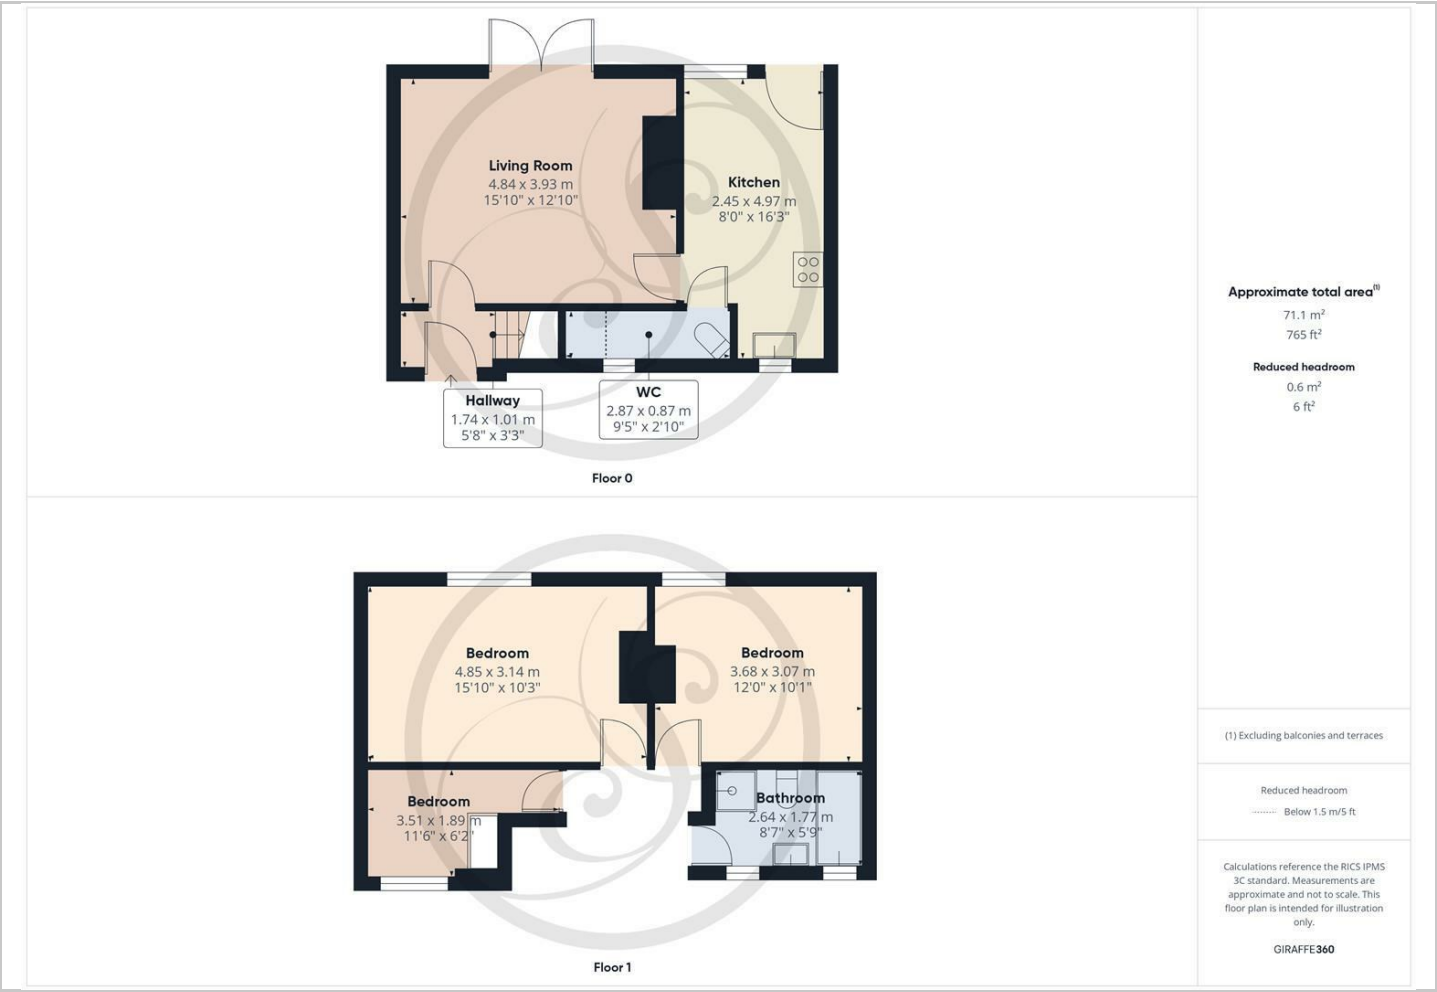 Living Room
4.84 x 3.93 m
15'10" x 12'10"
Kitchen
2.45 x 4.97 m
8'0" x 16'3"
Hallway
1.74 x 1.01 m
5'8" x 3'3"
WC
2.87 x 0.87 m
9'5" x 2'10"
Floor 0
Bedroom
4.85 x 3.14 m
15'10" x 10'3"
Bedroom
3.68 x 3.07 m
12'0" x 10'1"
Bedroom
3.51 x 1.89 m
11'6" x 6'2"
Bathroom
2.64 x 1.77 m
8'7" x 5'9"
Floor 1
Approximate total area(1)
71.1 m²
765 ft²
Reduced headroom
0.6 m²
6 ft²
(1) Excluding balconies and terraces
Reduced headroom
Below 1.5 m/5 ft
Calculations reference the RICS IPMS
3C standard. Measurements are
approximate and not to scale. This
floor plan is intended for illustration
only.
GIRAFFE360